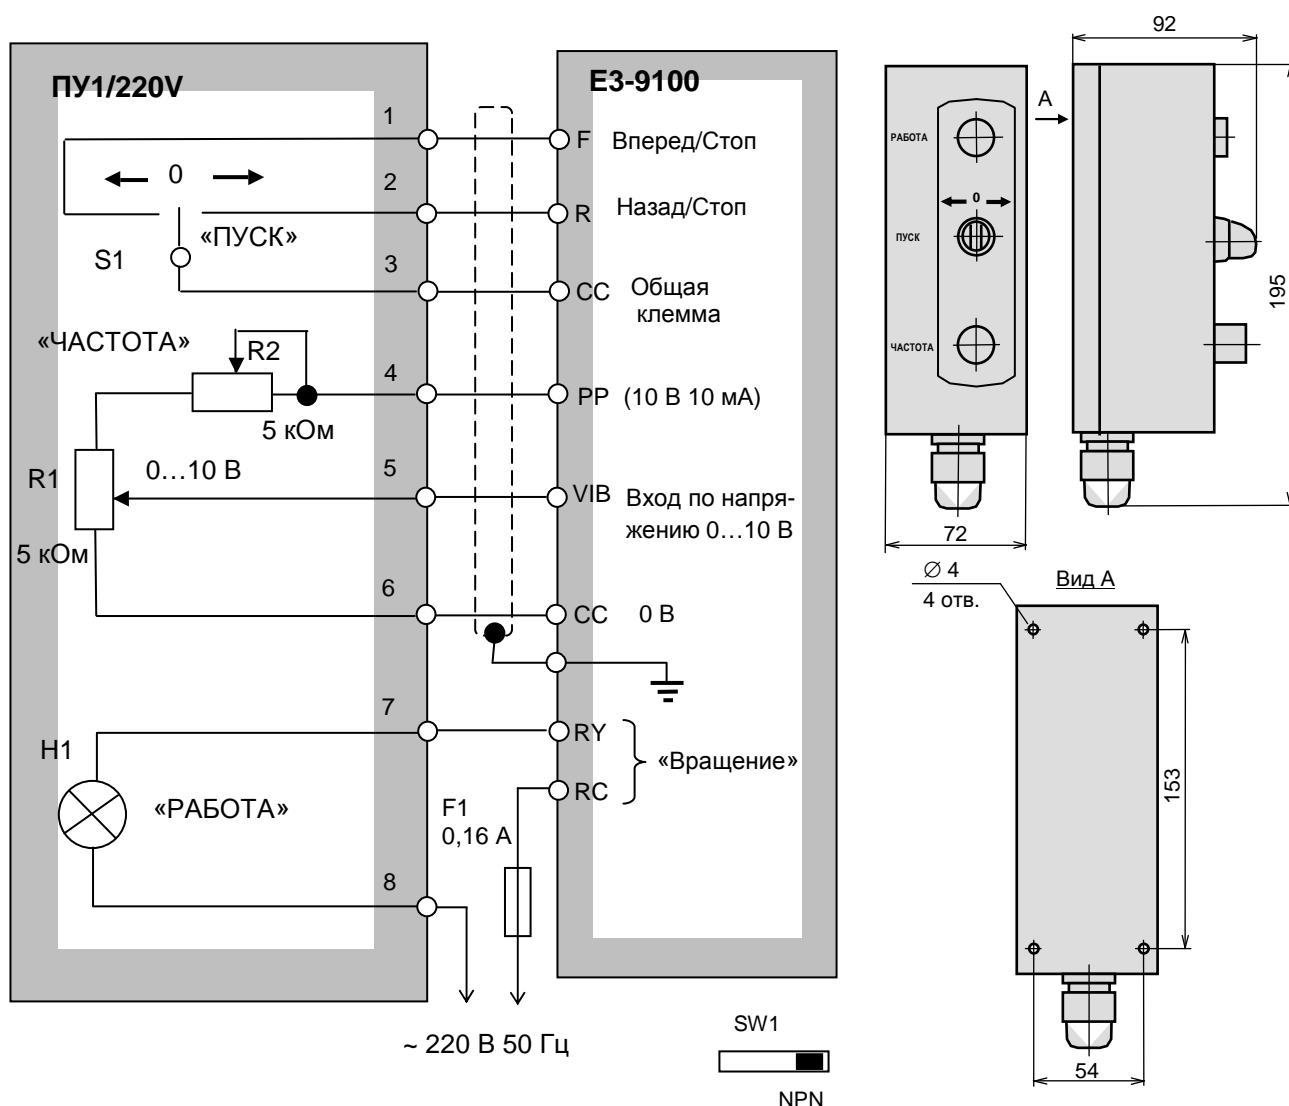 ПУ1/220V
E3-9100
1
F Вперед/Стоп
0
2
R Назад/Стоп
«ПУСК»
S1
3
CC Общая
клемма
«ЧАСТОТА»
R2
4
PP (10 В 10 мА)
5 кОм
R1
0...10 В
5
VIB Вход по напря-
жению 0...10 В
5 кОм
6
CC 0 В
7
RY
H1
«Вращение»
RC
«РАБОТА»
F1
0,16 А
8
~ 220 В 50 Гц
SW1
NPN
92
А
РАБОТА
0
ПУСК
ЧАСТОТА
195
72
∅ 4
4 отв.
Вид А
153
54